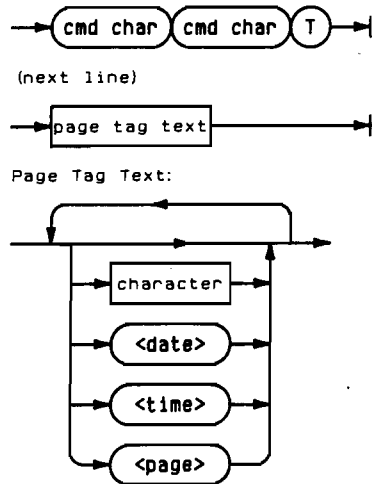 cmd char cmd char T
(next line)
page tag text
Page Tag Text:
character
<date>
<time>
<page>